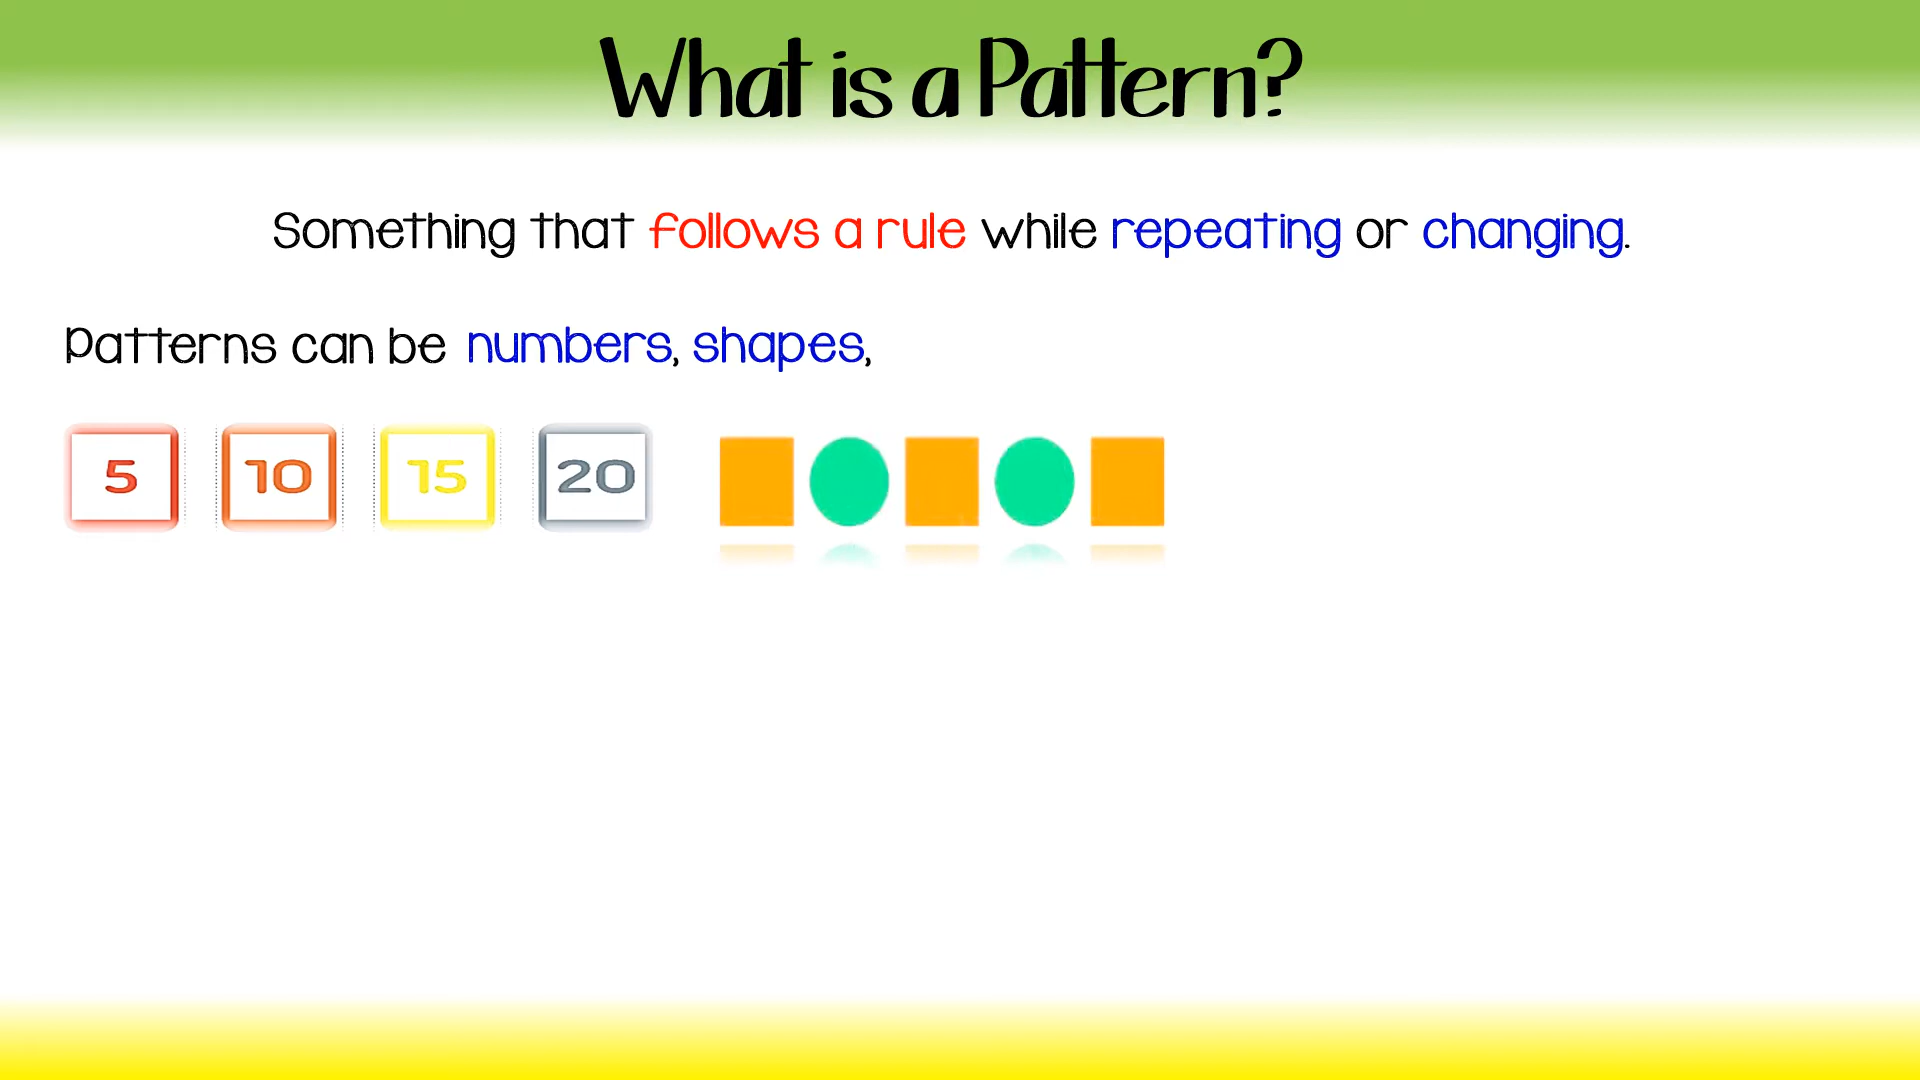 What is a Pattern?
Something that follows a rule while repeating or changing.
Patterns can be numbers, shapes,
5 10 15 20